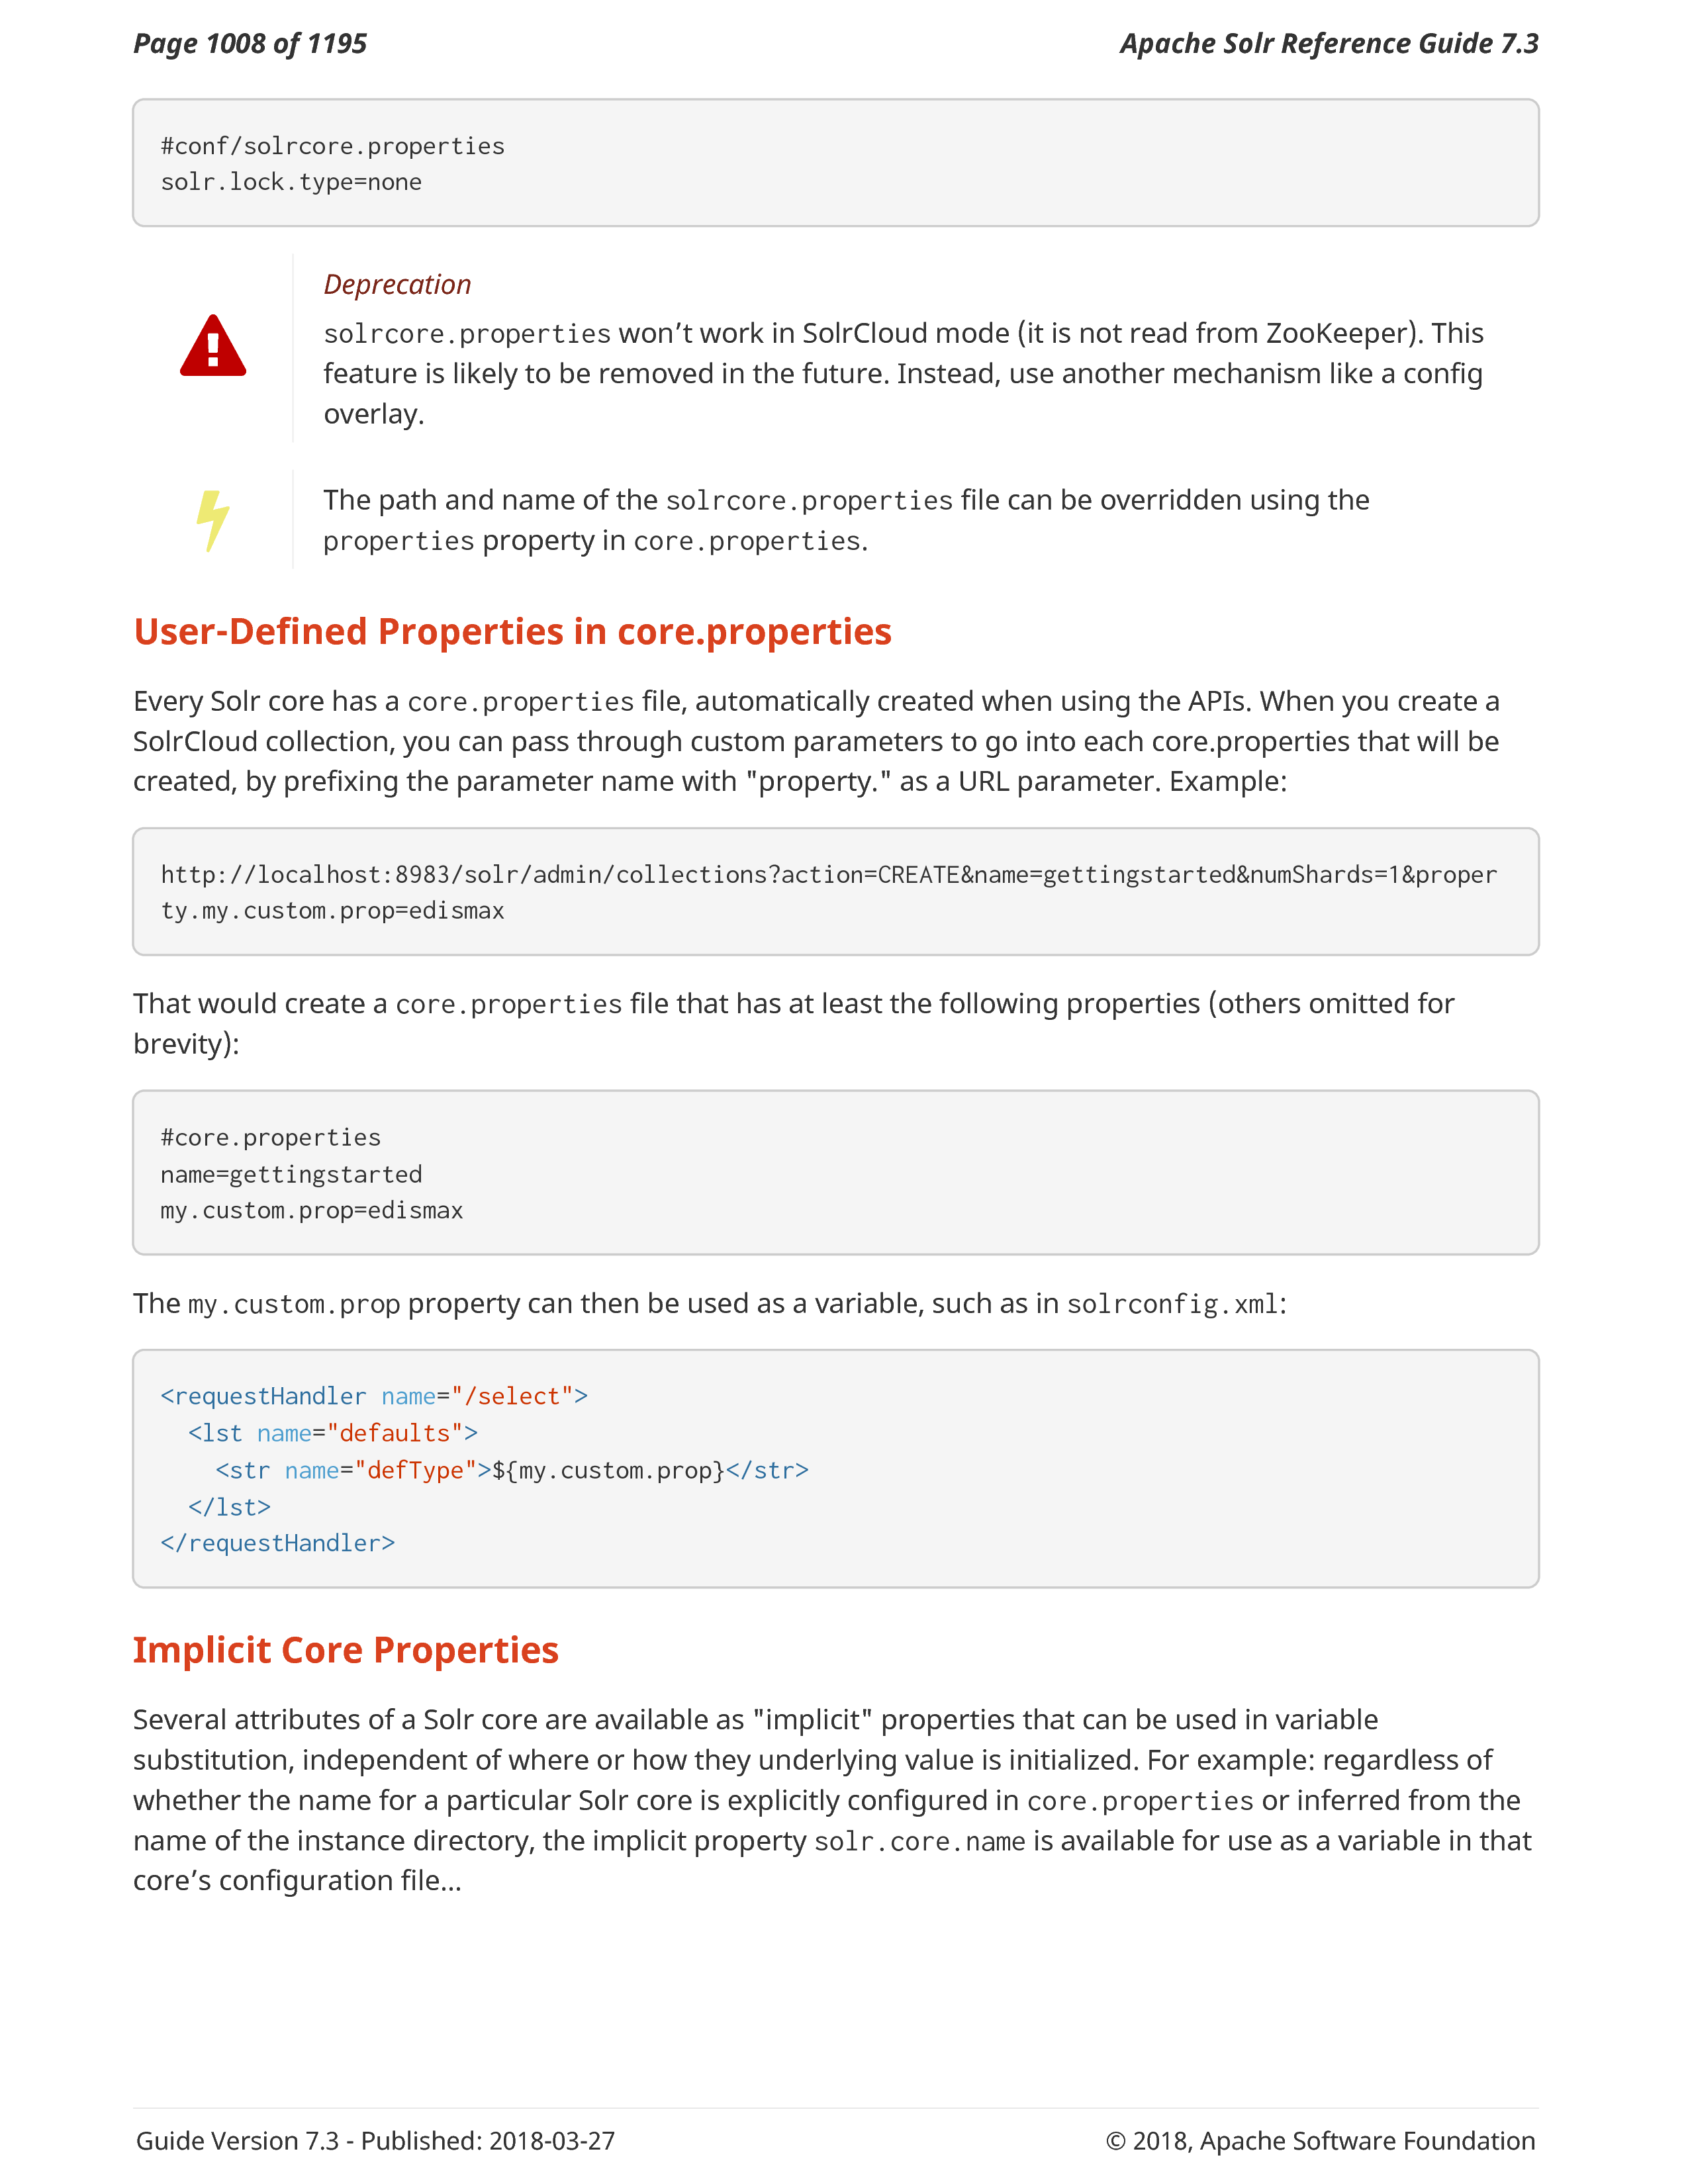 Page 1008 of 1195
Apache Solr Reference Guide 7.3
#conf/solrcore.properties
solr.lock.type=none
Deprecation
solrcore.properties won’t work in SolrCloud mode (it is not read from ZooKeeper). This
feature is likely to be removed in the future. Instead, use another mechanism like a config
overlay.
The path and name of the solrcore.properties file can be overridden using the
properties property in core.properties.
User-Defined Properties in core.properties
Every Solr core has a core.properties file, automatically created when using the APIs. When you create a
SolrCloud collection, you can pass through custom parameters to go into each core.properties that will be
created, by prefixing the parameter name with "property." as a URL parameter. Example:
http://localhost:8983/solr/admin/collections?action=CREATE&name=gettingstarted&numShards=1&proper
ty.my.custom.prop=edismax
That would create a core.properties file that has at least the following properties (others omitted for
brevity):
#core.properties
name=gettingstarted
my.custom.prop=edismax
The my.custom.prop property can then be used as a variable, such as in solrconfig.xml:
<requestHandler name="/select">
  <lst name="defaults">
    <str name="defType">${my.custom.prop}</str>
  </lst>
</requestHandler>
Implicit Core Properties
Several attributes of a Solr core are available as "implicit" properties that can be used in variable
substitution, independent of where or how they underlying value is initialized. For example: regardless of
whether the name for a particular Solr core is explicitly configured in core.properties or inferred from the
name of the instance directory, the implicit property solr.core.name is available for use as a variable in that
core’s configuration file…
Guide Version 7.3 - Published: 2018-03-27
© 2018, Apache Software Foundation